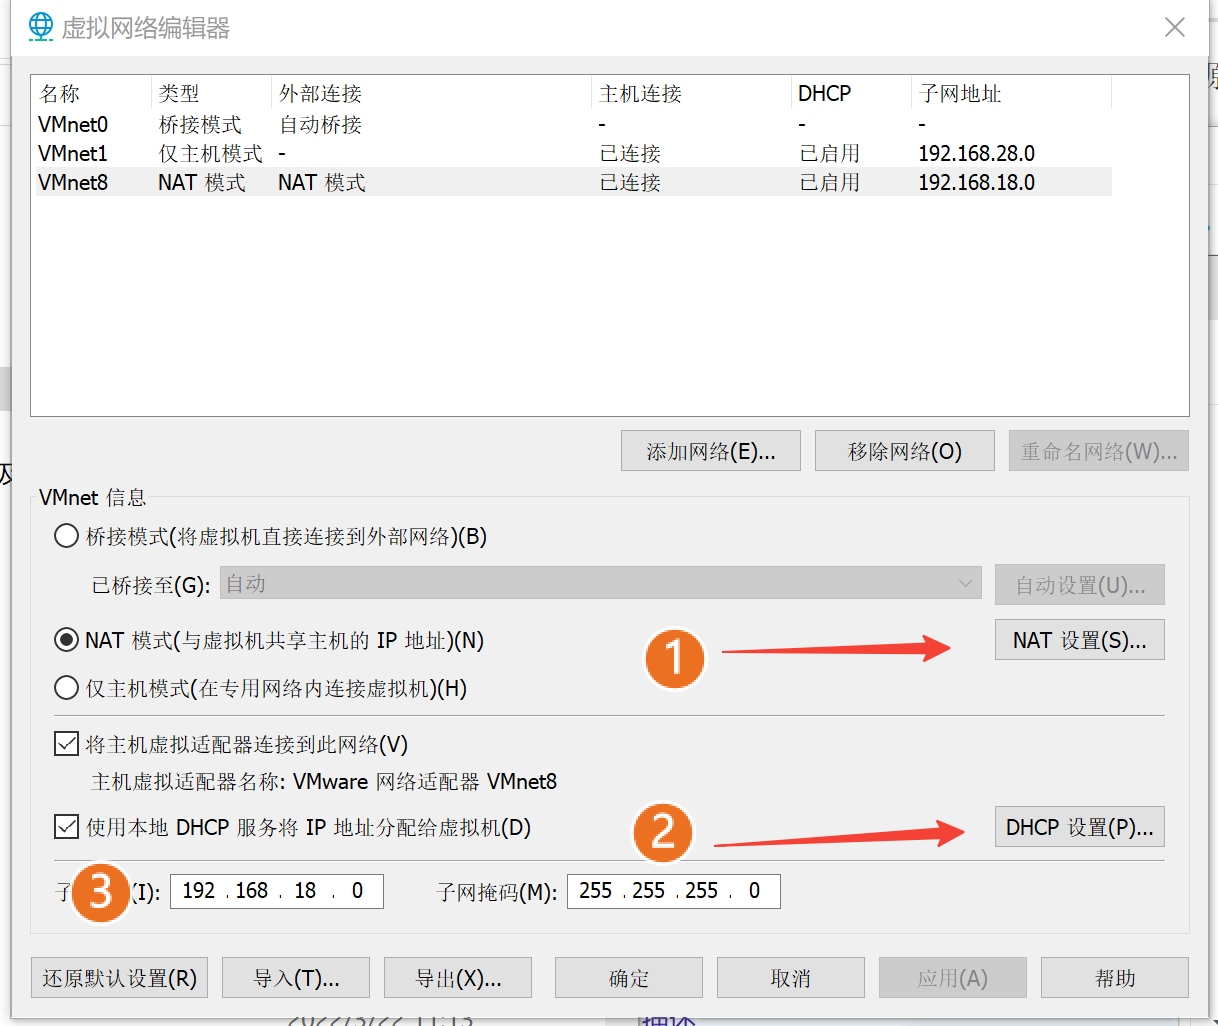 虚拟网络编辑器
名称 类型 外部连接 主机连接 DHCP 子网地址
VMnet0 桥接模式 自动桥接 - - -
VMnet1 仅主机模式 - 已连接 已启用 192.168.28.0
VMnet8 NAT 模式 NAT 模式 已连接 已启用 192.168.18.0
添加网络(E)... 移除网络(O) 重命名网络(W)...
VMnet 信息
桥接模式(将虚拟机直接连接到外部网络)(B)
已桥接至(G): 自动 自动设置(U)...
NAT 模式(与虚拟机共享主机的 IP 地址)(N) 1 NAT 设置(S)...
仅主机模式(在专用网络内连接虚拟机)(H)
将主机虚拟适配器连接到此网络(V)
主机虚拟适配器名称: VMware 网络适配器 VMnet8
使用本地 DHCP 服务将 IP 地址分配给虚拟机(D) 2 DHCP 设置(P)...
子 3 (I): 192 . 168 . 18 . 0 子网掩码(M): 255 . 255 . 255 . 0
还原默认设置(R) 导入(T)... 导出(X)... 确定 取消 应用(A) 帮助